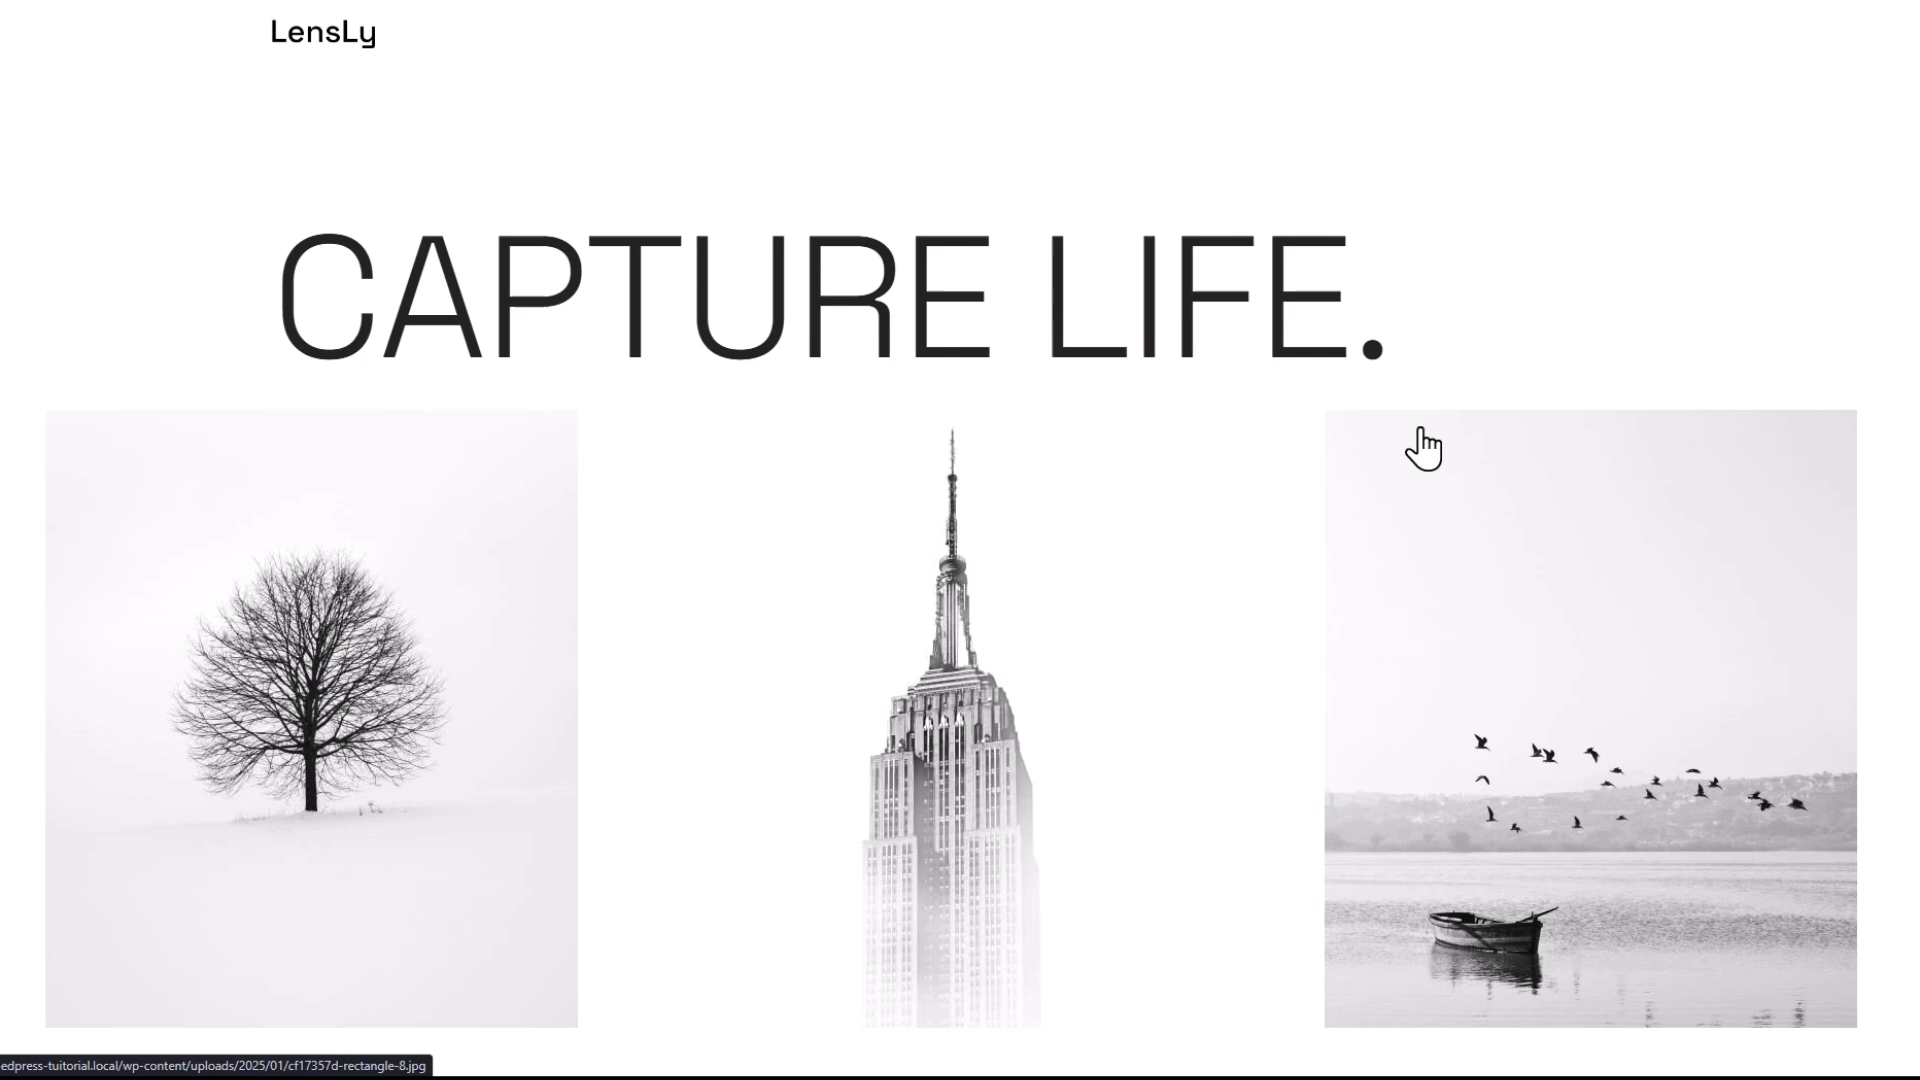 LensLy
CAPTURE LIFE.
edpress-tuitorial.local/wp-content/uploads/2025/01/cf17357d-rectangle-8.jpg